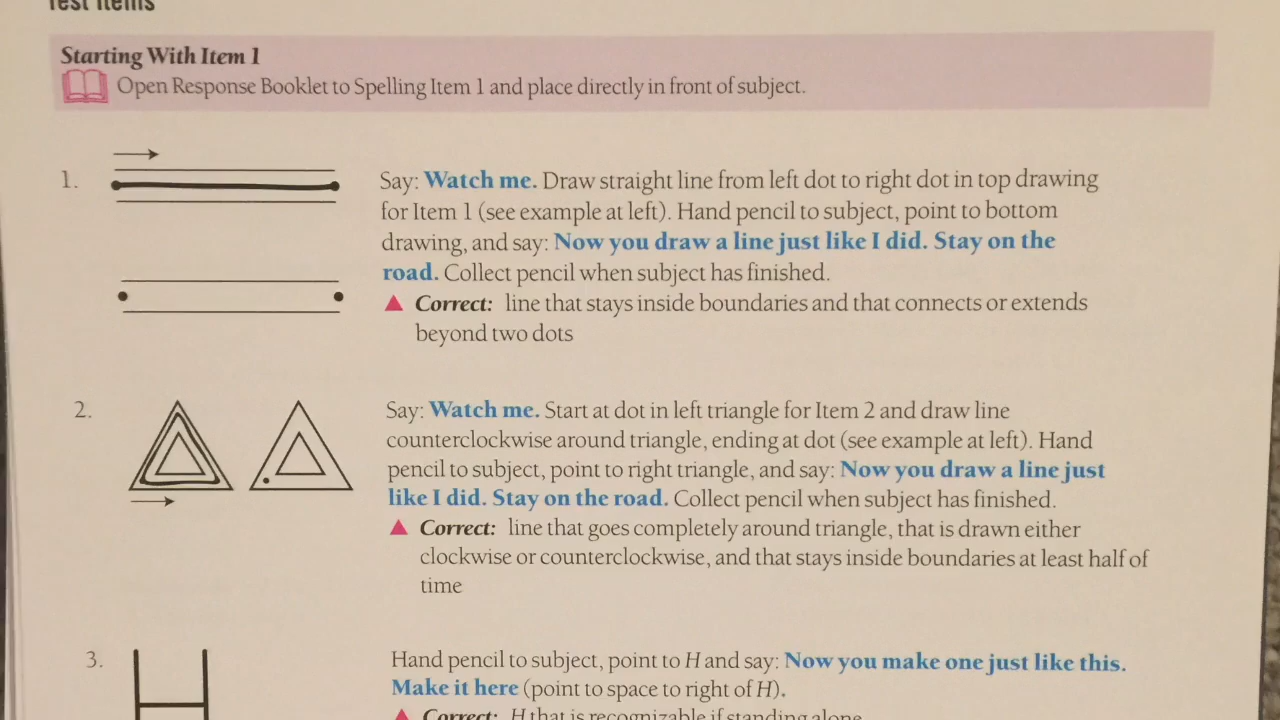 Test Items
Starting With Item 1
Open Response Booklet to Spelling Item 1 and place directly in front of subject.
1.
Say: Watch me. Draw straight line from left dot to right dot in top drawing
for Item 1 (see example at left). Hand pencil to subject, point to bottom
drawing, and say: Now you draw a line just like I did. Stay on the
road. Collect pencil when subject has finished.
Correct: line that stays inside boundaries and that connects or extends
beyond two dots
2.
Say: Watch me. Start at dot in left triangle for Item 2 and draw line
counterclockwise around triangle, ending at dot (see example at left). Hand
pencil to subject, point to right triangle, and say: Now you draw a line just
like I did. Stay on the road. Collect pencil when subject has finished.
Correct: line that goes completely around triangle, that is drawn either
clockwise or counterclockwise, and that stays inside boundaries at least half of
time
3.
H
Hand pencil to subject, point to H and say: Now you make one just like this.
Make it here (point to space to right of H).
Correct: H that is recognizable if standing alone